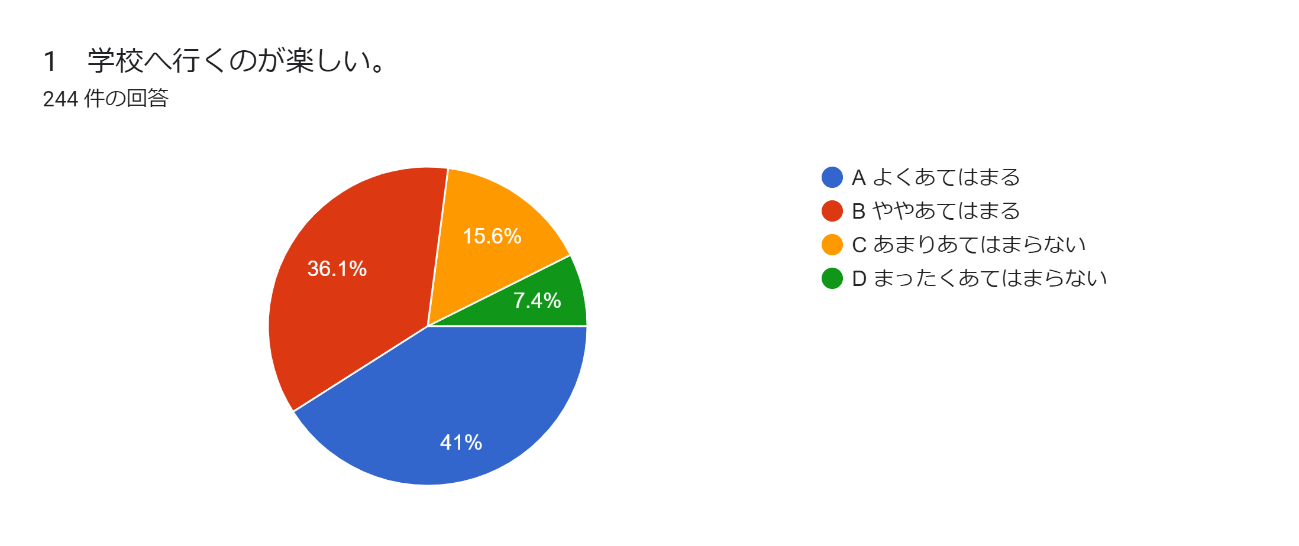 1　学校へ行くのが楽しい。
244 件の回答
A よくあてはまる
B ややあてはまる
C あまりあてはまらない
D まったくあてはまらない
15.6%
36.1%
7.4%
41%